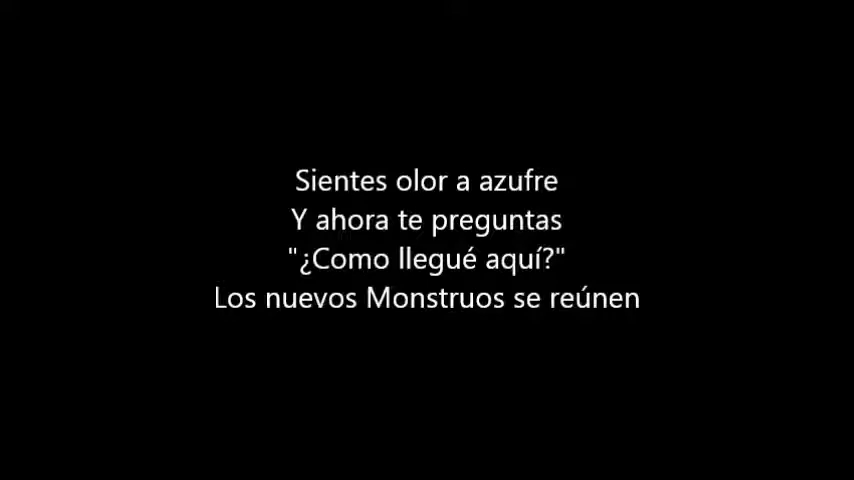 Sientes olor a azufre
Y ahora te preguntas
"¿Como llegué aquí?"
Los nuevos Monstruos se reúnen